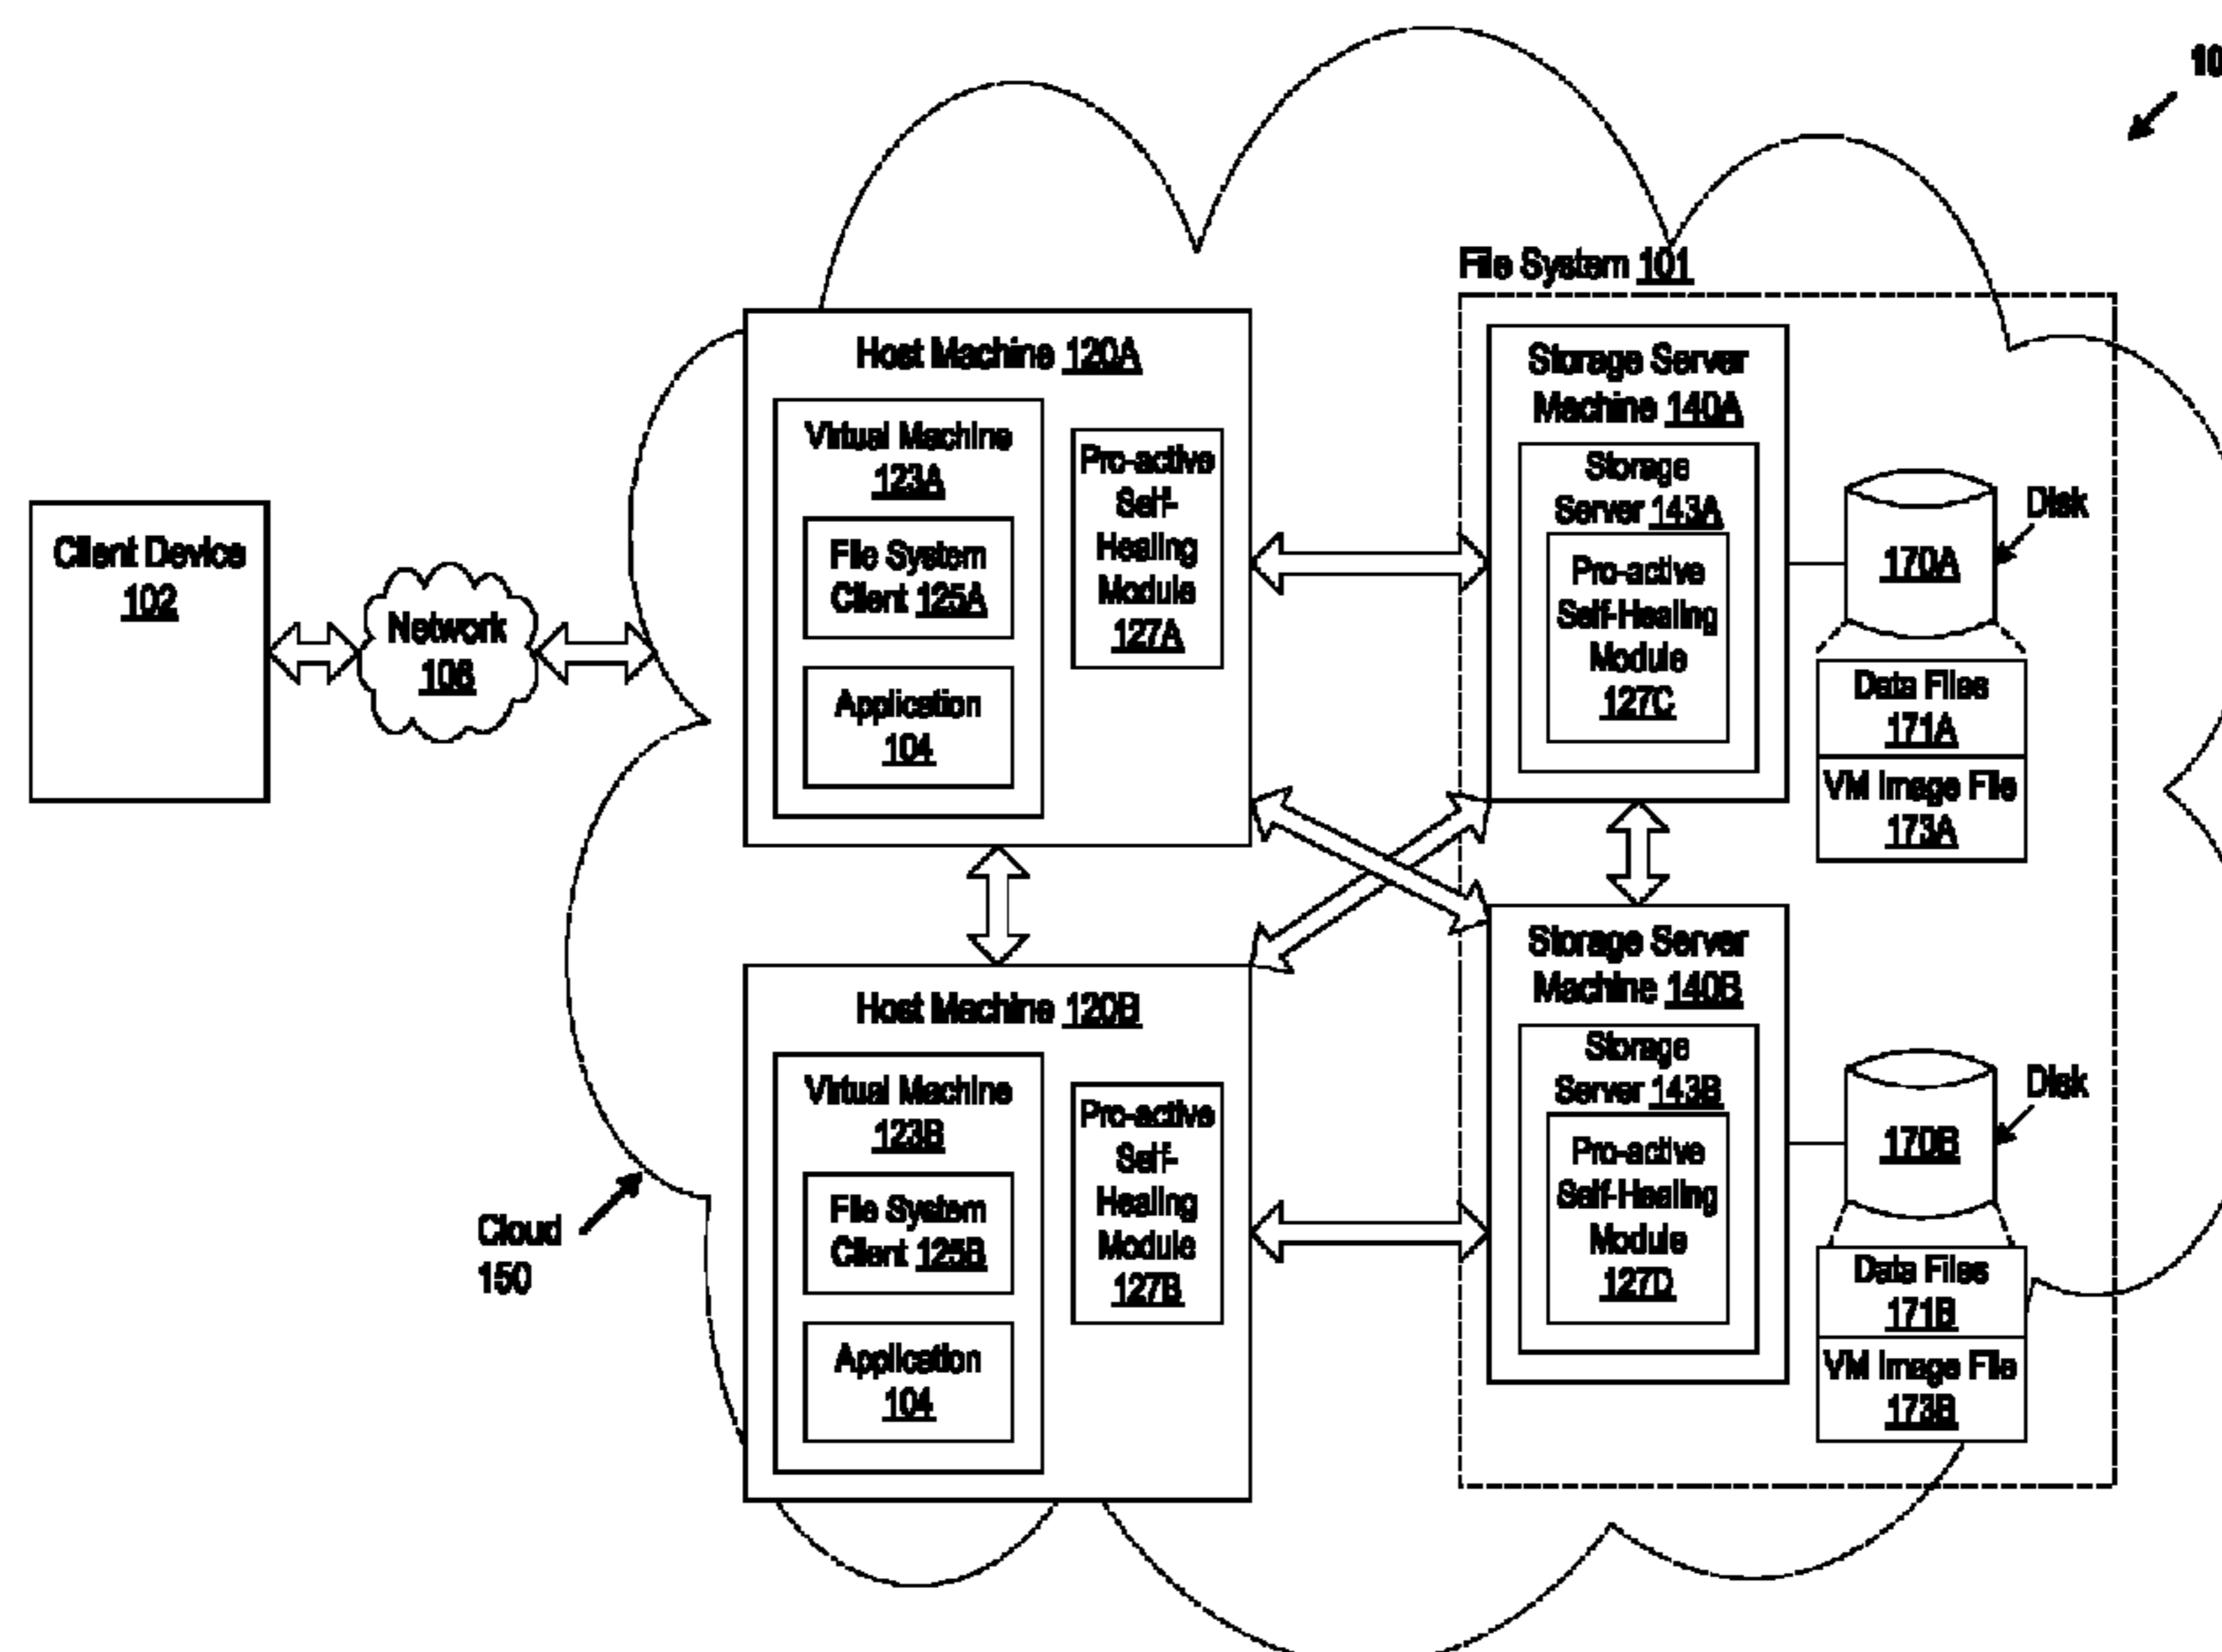 10
File System 101
Host Machine 120A
Virtual Machine
123A
File System
Client 125A
Application
104
Pro-active
Self-
Healing
Module
127A
Storage Server
Machine 140A
Storage
Server 143A
Pro-active
Self-Healing
Module
127C
Disk
170A
Data Files
171A
VM Image File
173A
Client Device
102
Network
106
Host Machine 120B
Virtual Machine
123B
File System
Client 125B
Application
104
Pro-active
Self-
Healing
Module
127B
Storage Server
Machine 140B
Storage
Server 143B
Pro-active
Self-Healing
Module
127D
Disk
170B
Data Files
171B
VM Image File
173B
Cloud
150